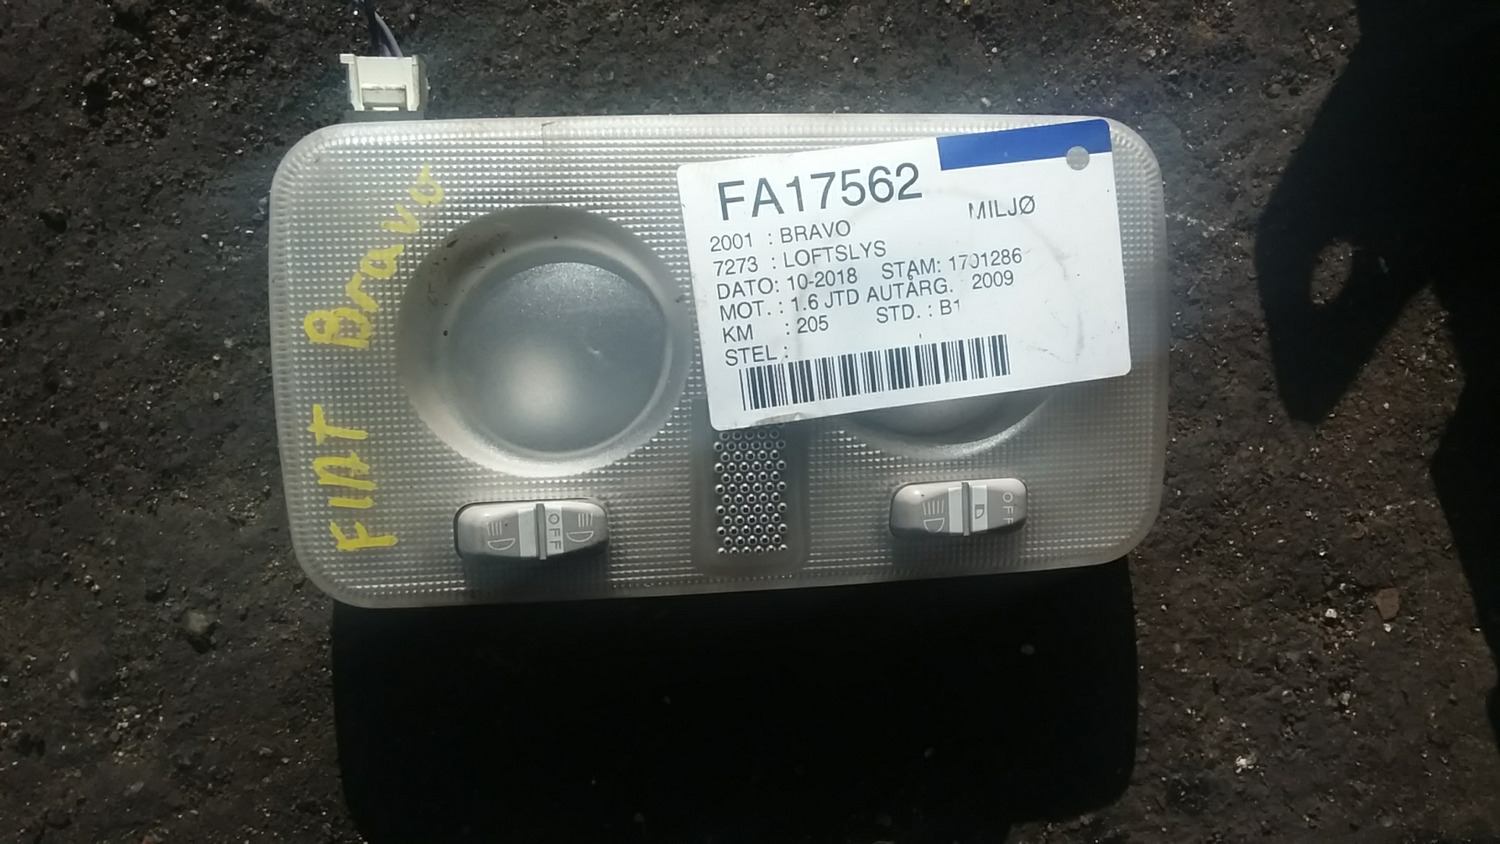 FIAT Bravo
FA17562
MILJØ
2001 : BRAVO
7273 : LOFTSLYS
DATO: 10-2018 STAM: 1701286
MOT. : 1.6 JTD AUTÅRG. 2009
KM : 205 STD. : B1
STEL :
OFF
OFF